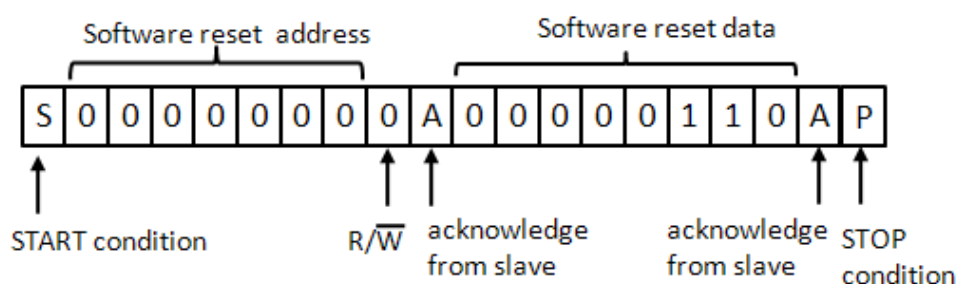 Software reset address
Software reset data
S 0 0 0 0 0 0 0 0 A 0 0 0 0 0 1 1 0 A P
START condition
R/W̅
acknowledge
from slave
acknowledge
from slave
STOP
condition